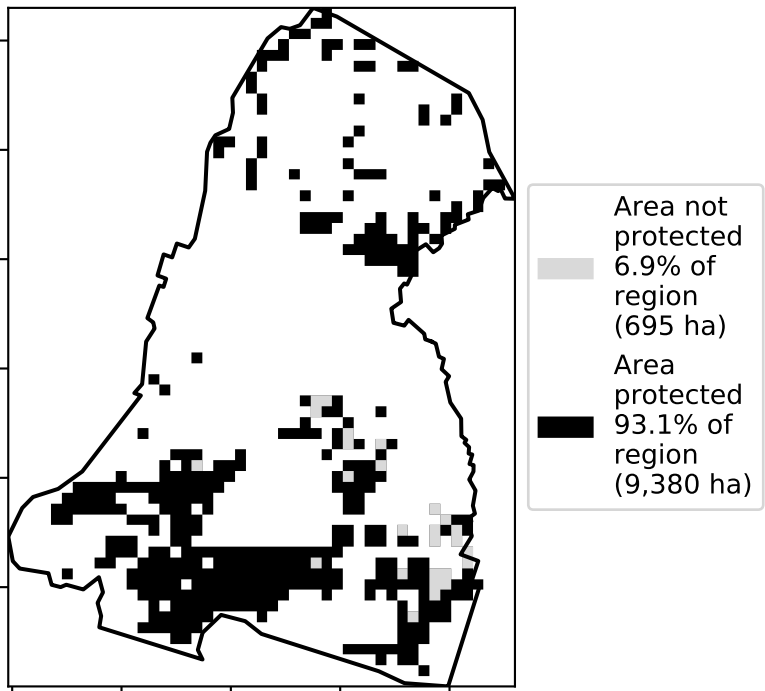 Area not
protected
6.9% of
region
(695 ha)
Area
protected
93.1% of
region
(9,380 ha)